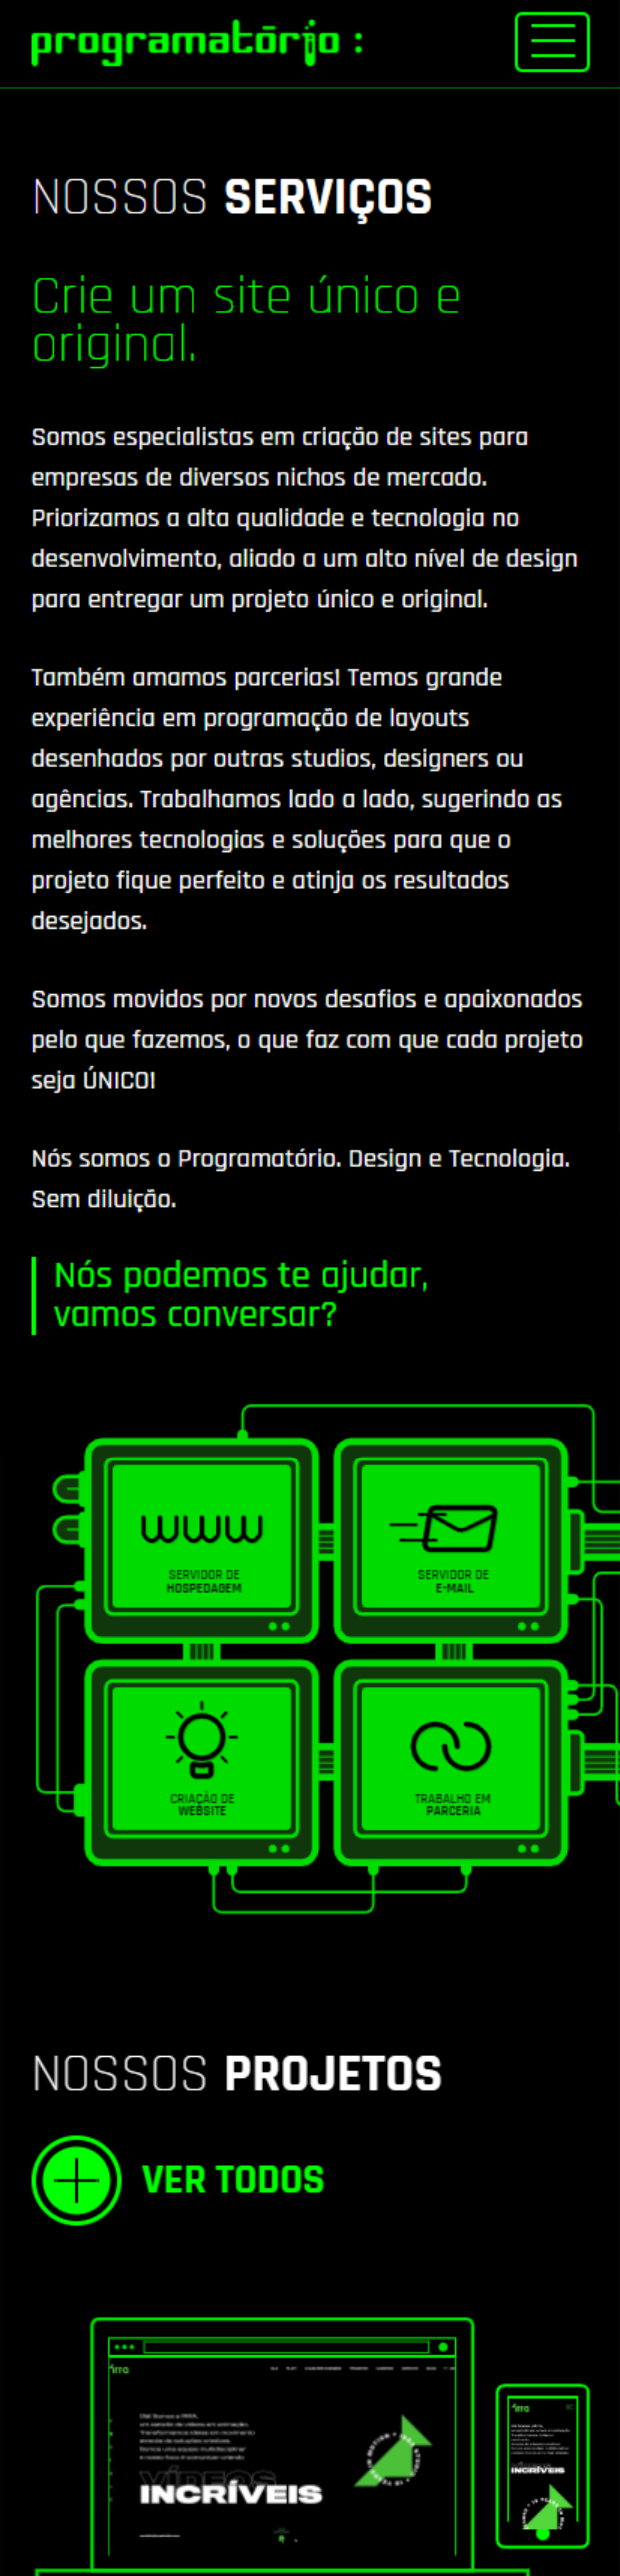 programatório :
NOSSOS SERVIÇOS
Crie um site único e
original.
Somos especialistas em criação de sites para
empresas de diversos nichos de mercado.
Priorizamos a alta qualidade e tecnologia no
desenvolvimento, aliado a um alto nível de design
para entregar um projeto único e original.
Também amamos parcerias! Temos grande
experiência em programação de layouts
desenhados por outras studios, designers ou
agências. Trabalhamos lado a lado, sugerindo as
melhores tecnologias e soluções para que o
projeto fique perfeito e atinja os resultados
desejados.
Somos movidos por novos desafios e apaixonados
pelo que fazemos, o que faz com que cada projeto
seja ÚNICO!
Nós somos o Programatório. Design e Tecnologia.
Sem diluição.
Nós podemos te ajudar,
vamos conversar?
WWW
SERVIDOR DE
HOSPEDAGEM
SERVIDOR DE
E-MAIL
CRIAÇÃO DE
WEBSITE
TRABALHO EM
PARCERIA
NOSSOS PROJETOS
VER TODOS
irra
VÍDEOS
INCRÍVEIS
irra
INCRÍVEIS